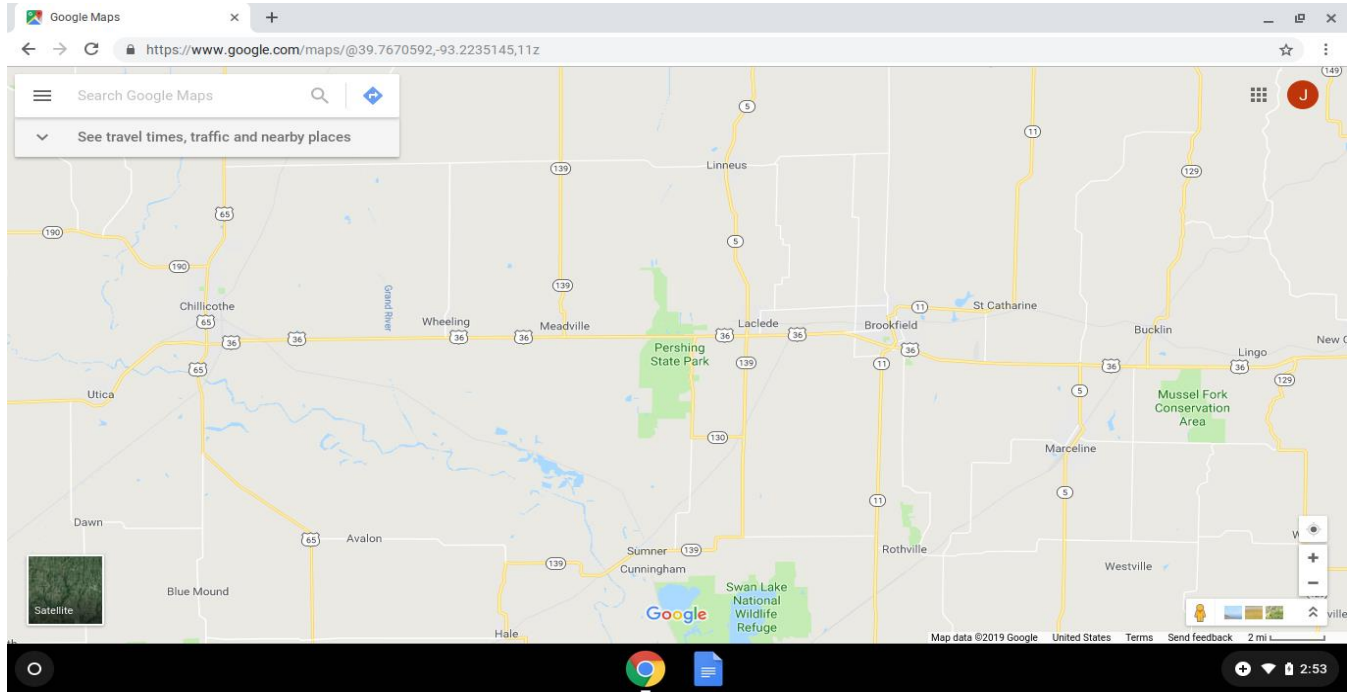 Google Maps
https://www.google.com/maps/@39.7670592,-93.2235145,11z
Search Google Maps
See travel times, traffic and nearby places
J
149
5
11
Linneus
139
129
65
190
5
190
139
Chillicothe
65
Grand River
Wheeling
36
36
36
36
Meadville
Laclede
36
36
Brookfield
11
St Catharine
36
Bucklin
New
Lingo
36
36
129
Pershing
State Park
139
11
65
Utica
5
Mussel Fork
Conservation
Area
130
Marceline
11
5
Dawn
65
Avalon
Sumner
139
139
Cunningham
Rothville
Westville
Blue Mound
Swan Lake
National
Wildlife
Refuge
Google
Hale
Satellite
ville
Map data ©2019 Google United States Terms Send feedback 2 mi
2:53